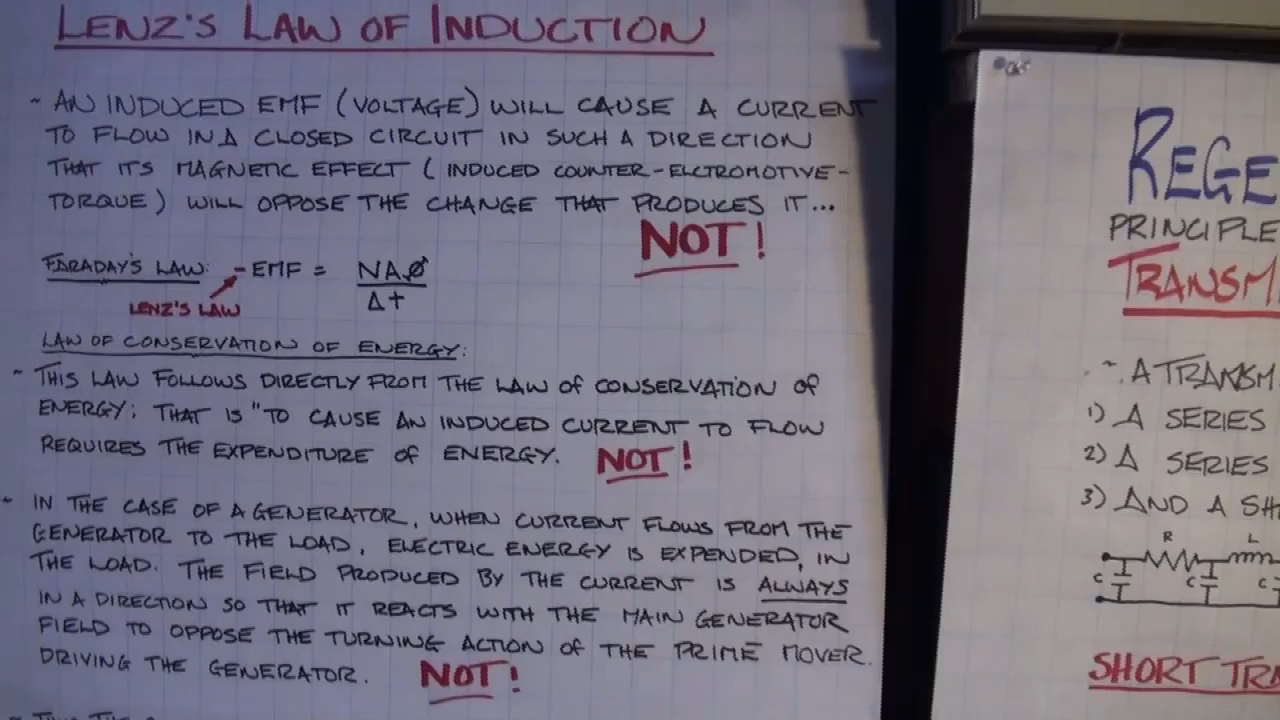 LENZ'S LAW OF INDUCTION
~ AN INDUCED EMF (VOLTAGE) WILL CAUSE A CURRENT
TO FLOW IN A CLOSED CIRCUIT IN SUCH A DIRECTION
THAT IT'S MAGNETIC EFFECT (INDUCED COUNTER-ELCTROMOTIVE-
TORQUE) WILL OPPOSE THE CHANGE THAT PRODUCES IT...
NOT!
FARADAY'S LAW: -EMF = NΔø
Δt
LENZ'S LAW
LAW OF CONSERVATION OF ENERGY:
~ THIS LAW FOLLOWS DIRECTLY FROM THE LAW OF CONSERVATION OF
ENERGY; THAT IS "TO CAUSE AN INDUCED CURRENT TO FLOW
REQUIRES THE EXPENDITURE OF ENERGY. NOT!
~ IN THE CASE OF A GENERATOR, WHEN CURRENT FLOWS FROM THE
GENERATOR TO THE LOAD, ELECTRIC ENERGY IS EXPENDED, IN
THE LOAD. THE FIELD PRODUCED BY THE CURRENT IS ALWAYS
IN A DIRECTION SO THAT IT REACTS WITH THE MAIN GENERATOR
FIELD TO OPPOSE THE TURNING ACTION OF THE PRIME MOVER
DRIVING THE GENERATOR. NOT!
REGE
PRINCIPLE
TRANSM
~ A TRANSM
1) A SERIES
2) A SERIES
3) AND A SH
R L
C C C
SHORT TRA